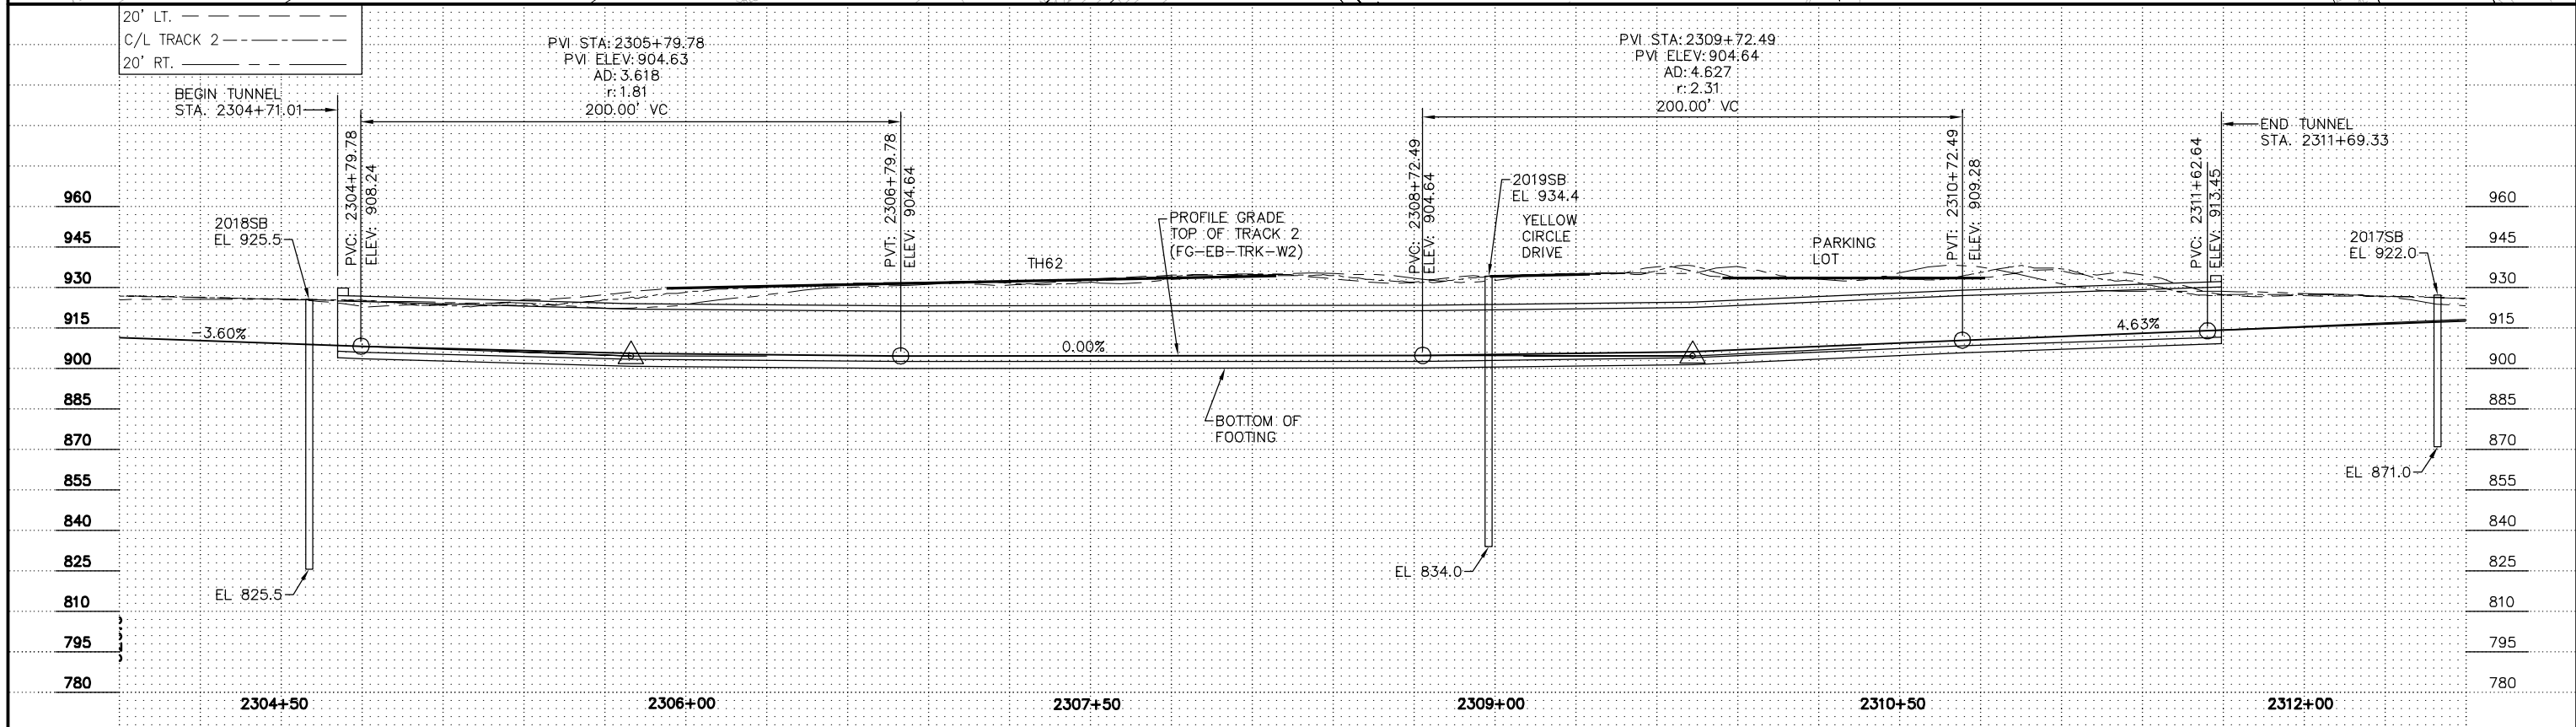 20' LT.
C/L TRACK 2
20' RT.
BEGIN TUNNEL
STA. 2304+71.01
PVI STA: 2305+79.78
PVI ELEV: 904.63
AD: 3.618
r: 1.81
200.00' VC
PVI STA: 2309+72.49
PVI ELEV: 904.64
AD: 4.627
r: 2.31
200.00' VC
END TUNNEL
STA. 2311+69.33
PVC: 2304+79.78
ELEV: 908.24
PVT: 2306+79.78
ELEV: 904.64
PVC: 2308+72.49
ELEV: 904.64
PVT: 2310+72.49
ELEV: 909.28
PVC: 2311+62.64
ELEV: 913.45
2018SB
EL 925.5
2019SB
EL 934.4
YELLOW
CIRCLE
DRIVE
PROFILE GRADE
TOP OF TRACK 2
(FG-EB-TRK-W2)
TH62
PARKING
LOT
2017SB
EL 922.0
-3.60%
0.00%
4.63%
BOTTOM OF
FOOTING
EL 825.5
EL 834.0
EL 871.0
960
945
930
915
900
885
870
855
840
825
810
795
780
960
945
930
915
900
885
870
855
840
825
810
795
780
2304+50
2306+00
2307+50
2309+00
2310+50
2312+00